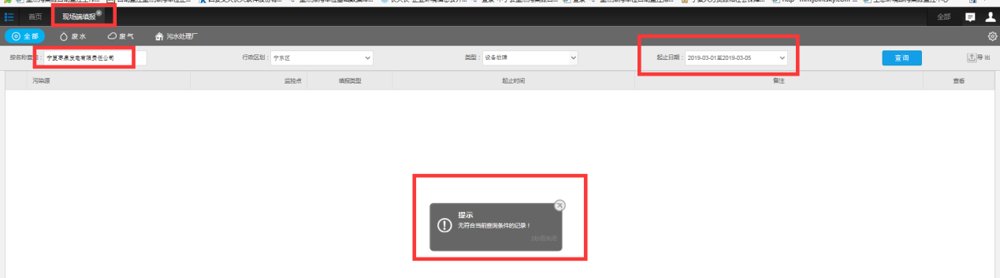 首页 现场端填报 全部
全部 废水 废气 污水处理厂
按名称查询： 宁夏枣泉发电有限责任公司 行政区划： 宁东区 类型： 设备故障 起止日期： 2019-03-01至2019-03-05 查询 导出
污染源 监控点 填报类型 起止时间 备注 查看
提示
无符合当前查询条件的记录！